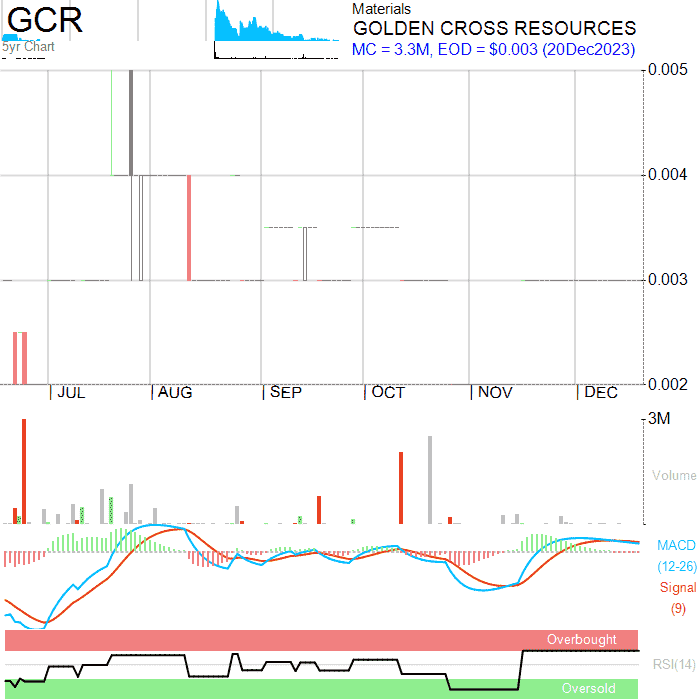 GCR
Materials
GOLDEN CROSS RESOURCES
5yr Chart
MC = 3.3M, EOD = $0.003 (20Dec2023)
0.005
0.004
0.003
0.002
JUL
AUG
SEP
OCT
NOV
DEC
3M
Volume
MACD
(12-26)
Signal
(9)
Overbought
RSI(14)
Oversold